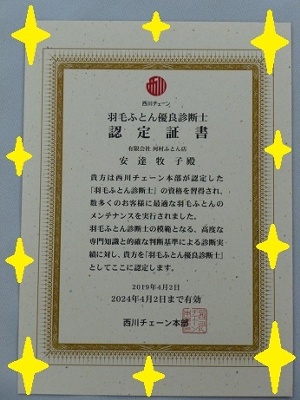 西川チェーン
羽毛ふとん優良診断士
認定証書
有限会社 河村ふとん店
安達牧子殿
貴方は西川チェーン本部が認定した
「羽毛ふとん診断士」の資格を習得され、
数多くのお客様に最適な羽毛ふとんの
メンテナンスを実行されました。
羽毛ふとん診断士の模範となる、高度な
専門知識と的確な判断基準による診断実
績に対し、貴方を「羽毛ふとん優良診断士」
としてここに認定します。
2019年4月2日
2024年4月2日まで有効
西川チェーン本部